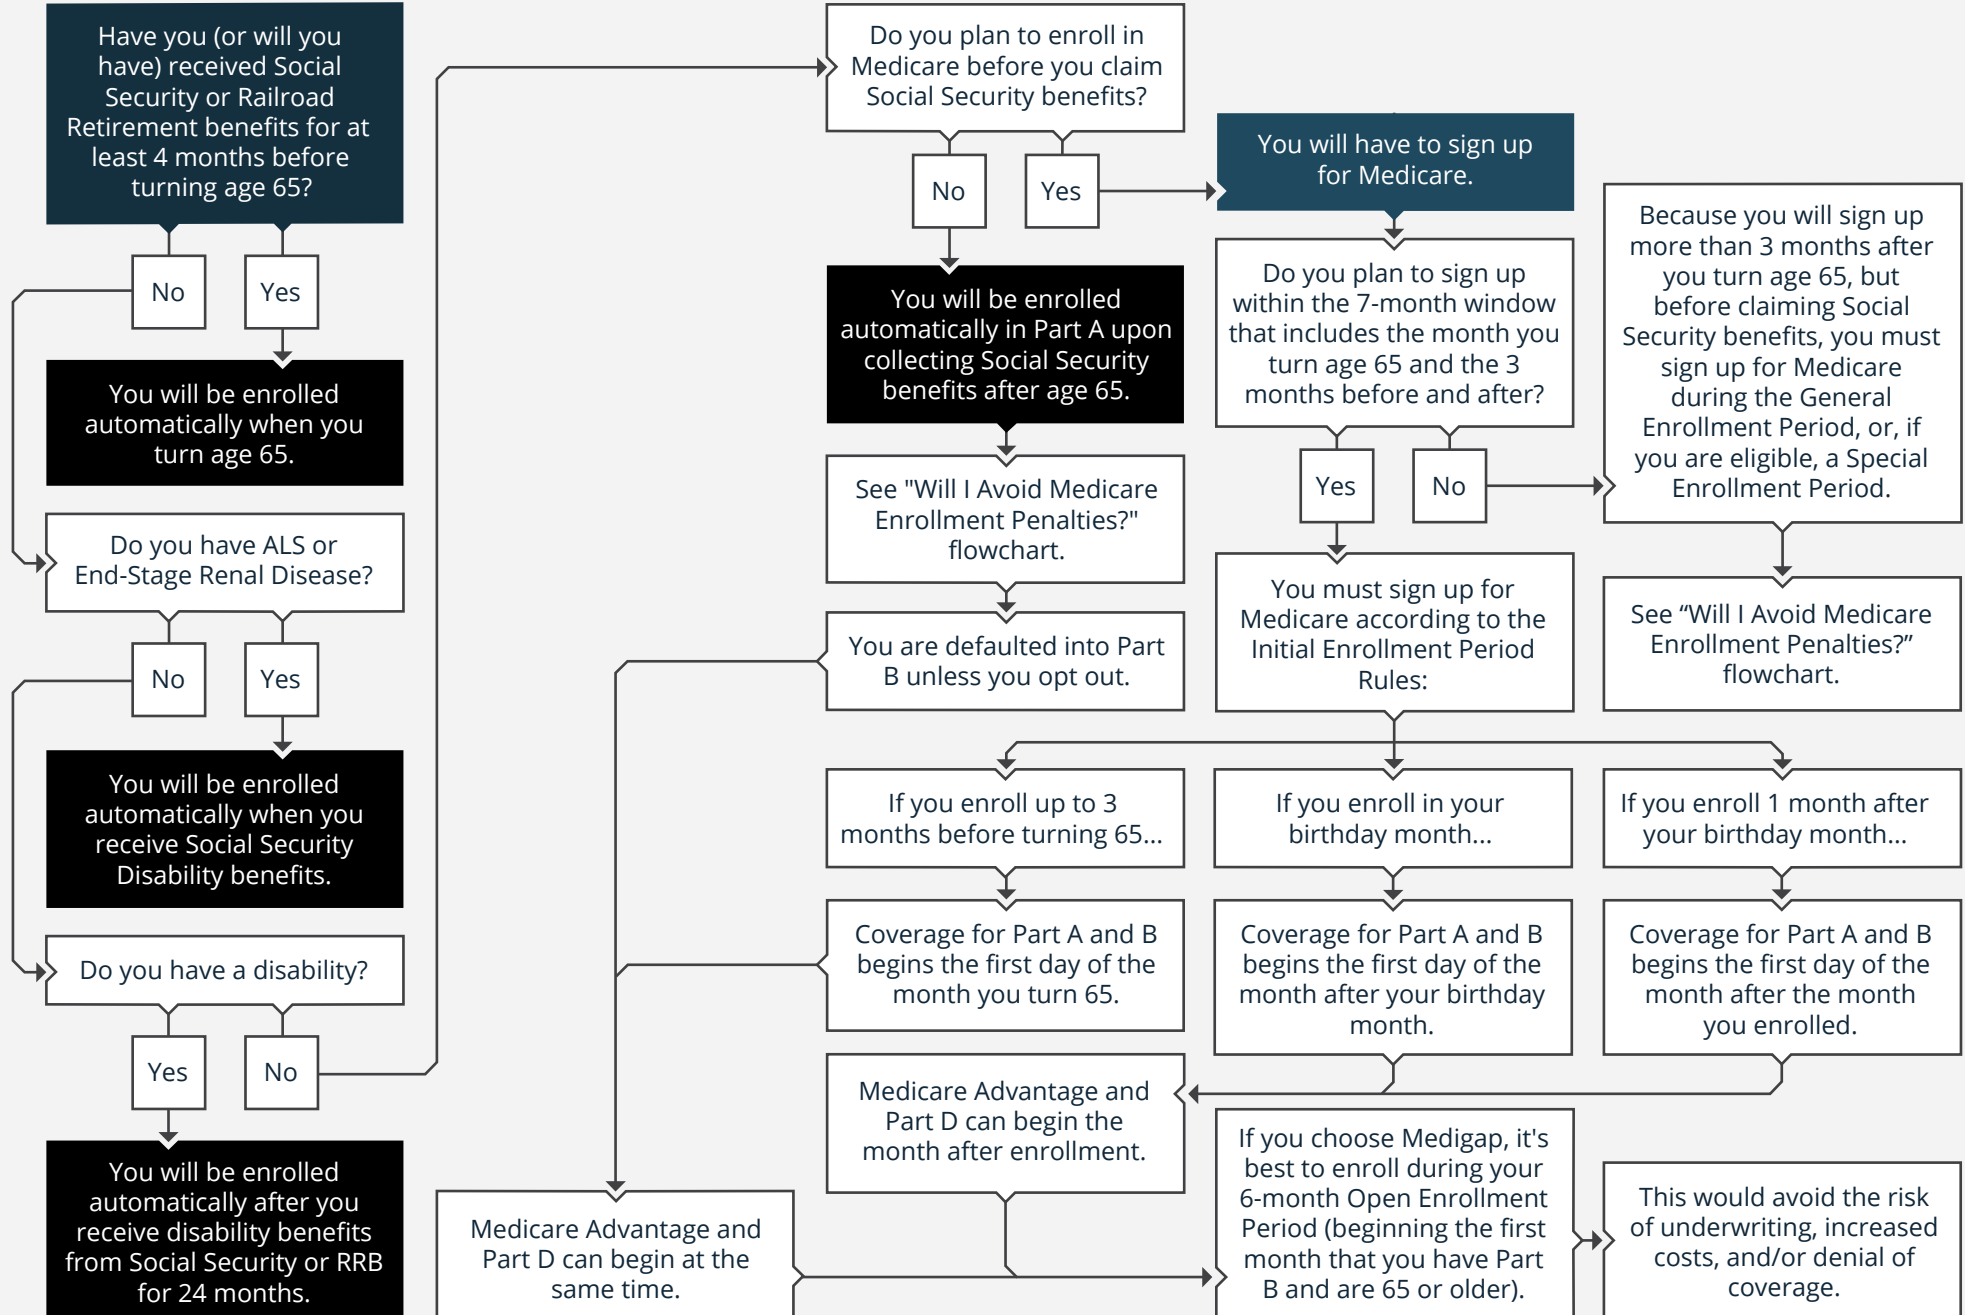 Have you (or will you
have) received Social
Security or Railroad
Retirement benefits for at
least 4 months before
turning age 65?
No
Yes
You will be enrolled
automatically when you
turn age 65.
Do you have ALS or
End-Stage Renal Disease?
No
Yes
You will be enrolled
automatically when you
receive Social Security
Disability benefits.
Do you have a disability?
Yes
No
You will be enrolled
automatically after you
receive disability benefits
from Social Security or RRB
for 24 months.
Do you plan to enroll in
Medicare before you claim
Social Security benefits?
No
Yes
You will be enrolled
automatically in Part A upon
collecting Social Security
benefits after age 65.
See "Will I Avoid Medicare
Enrollment Penalties?"
flowchart.
You are defaulted into Part
B unless you opt out.
You will have to sign up
for Medicare.
Do you plan to sign up
within the 7-month window
that includes the month you
turn age 65 and the 3
months before and after?
Yes
No
Because you will sign up
more than 3 months after
you turn age 65, but
before claiming Social
Security benefits, you must
sign up for Medicare
during the General
Enrollment Period, or, if
you are eligible, a Special
Enrollment Period.
See “Will I Avoid Medicare
Enrollment Penalties?”
flowchart.
You must sign up for
Medicare according to the
Initial Enrollment Period
Rules:
If you enroll up to 3
months before turning 65...
Coverage for Part A and B
begins the first day of the
month you turn 65.
If you enroll in your
birthday month...
Coverage for Part A and B
begins the first day of the
month after your birthday
month.
If you enroll 1 month after
your birthday month...
Coverage for Part A and B
begins the first day of the
month after the month
you enrolled.
Medicare Advantage and
Part D can begin the
month after enrollment.
Medicare Advantage and
Part D can begin at the
same time.
If you choose Medigap, it's
best to enroll during your
6-month Open Enrollment
Period (beginning the first
month that you have Part
B and are 65 or older).
This would avoid the risk
of underwriting, increased
costs, and/or denial of
coverage.